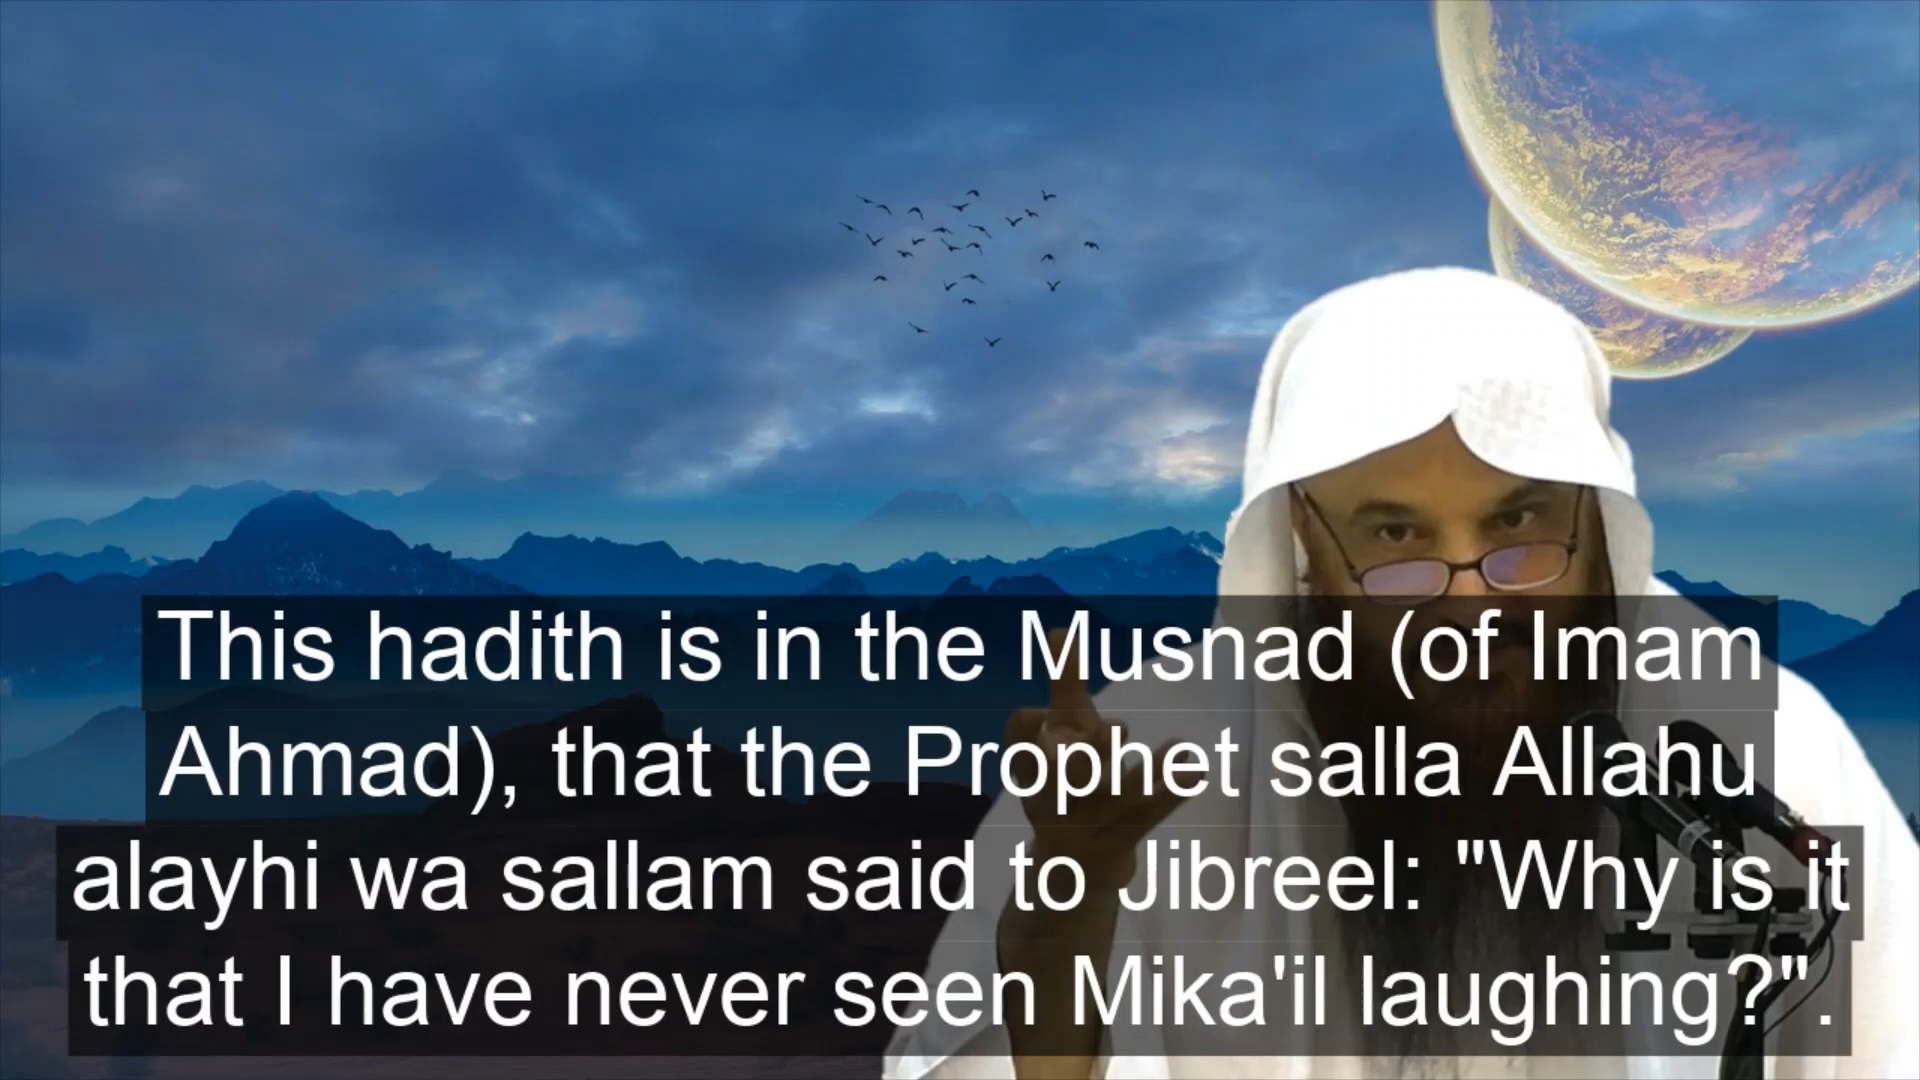 This hadith is in the Musnad (of Imam
Ahmad), that the Prophet salla Allahu
alayhi wa sallam said to Jibreel: "Why is it
that I have never seen Mika'il laughing?".